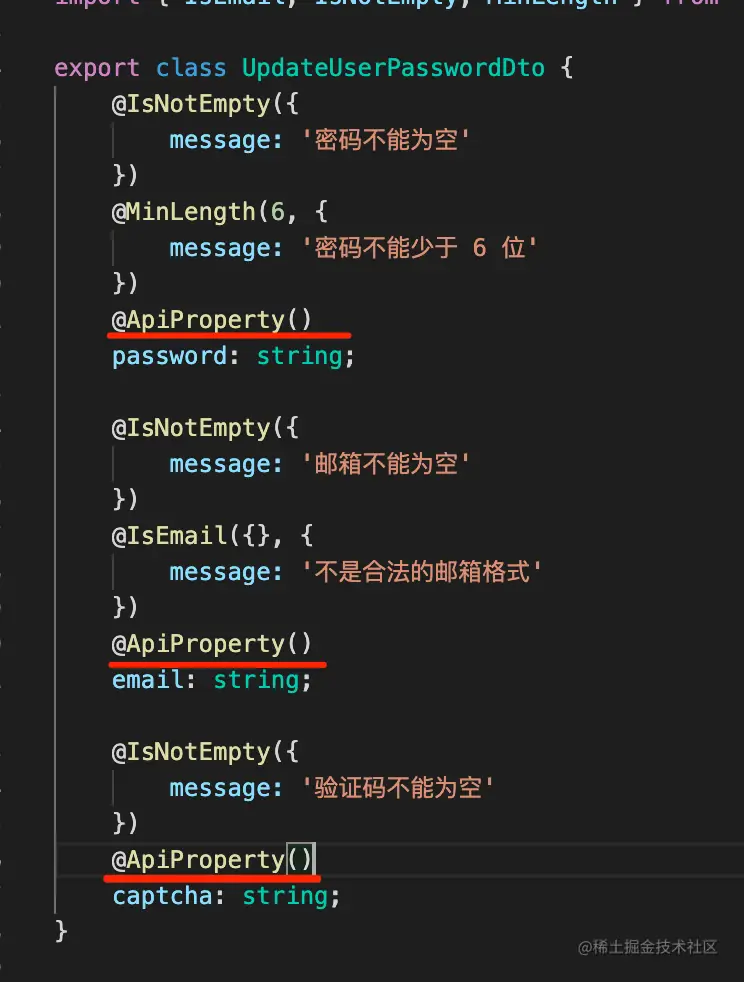 import { IsEmail, IsNotEmpty, MinLength } from
export class UpdateUserPasswordDto {
@IsNotEmpty({
message: '密码不能为空'
})
@MinLength(6, {
message: '密码不能少于 6 位'
})
@ApiProperty()
password: string;
@IsNotEmpty({
message: '邮箱不能为空'
})
@IsEmail({}, {
message: '不是合法的邮箱格式'
})
@ApiProperty()
email: string;
@IsNotEmpty({
message: '验证码不能为空'
})
@ApiProperty()
captcha: string;
}
@稀土掘金技术社区